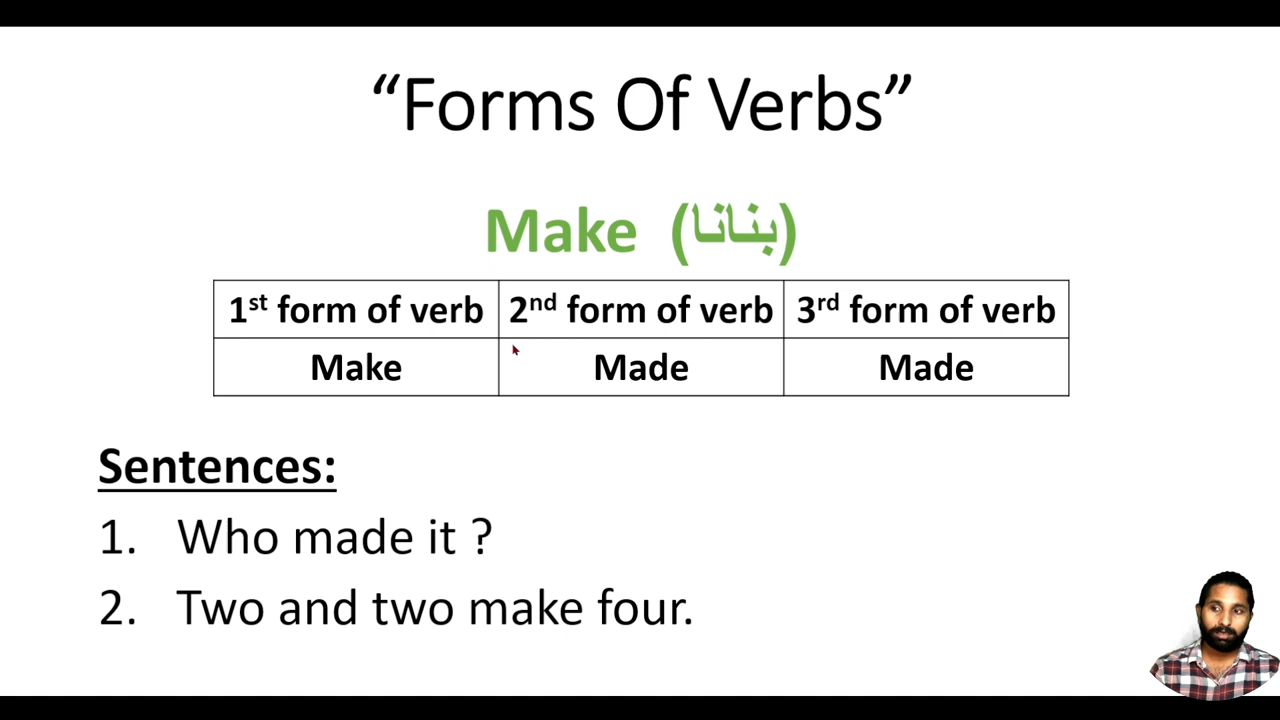 “Forms Of Verbs”
Make (بنانا)
1st form of verb 2nd form of verb 3rd form of verb
Make Made Made
Sentences:
1. Who made it ?
2. Two and two make four.